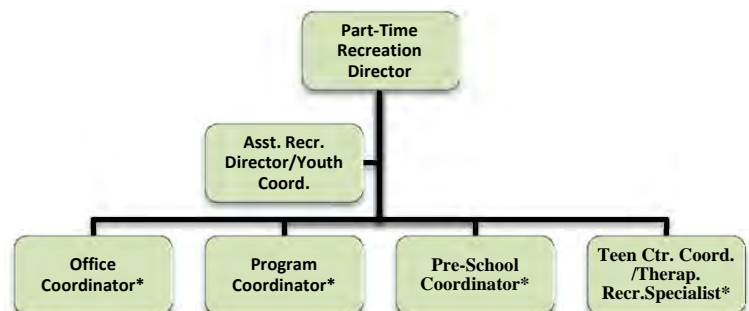 Part-Time
Recreation
Director
Asst. Recr.
Director/Youth
Coord.
Office
Coordinator*
Program
Coordinator*
Pre-School
Coordinator*
Teen Ctr. Coord.
/Therap.
Recr.Specialist*